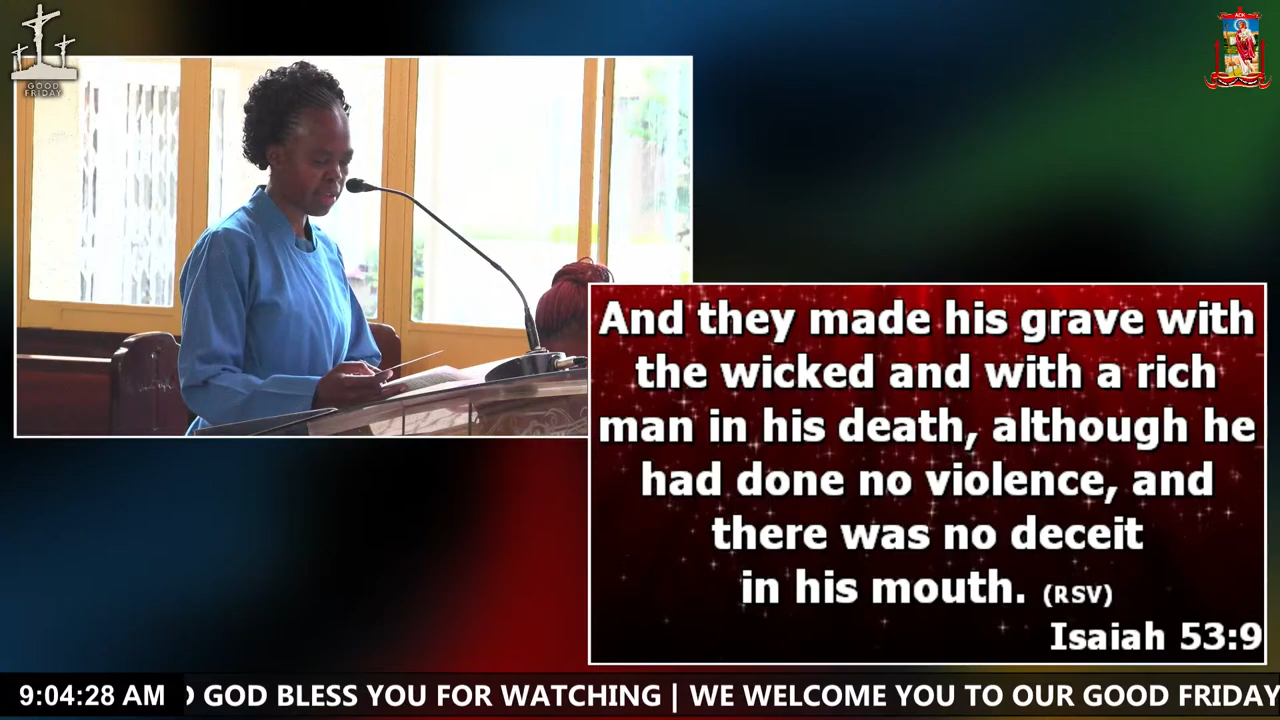 GOOD
FRIDAY
ACK
And they made his grave with
the wicked and with a rich
man in his death, although he
had done no violence, and
there was no deceit
in his mouth. (RSV)
Isaiah 53:9
9:04:28 AM
GOD BLESS YOU FOR WATCHING | WE WELCOME YOU TO OUR GOOD FRIDAY